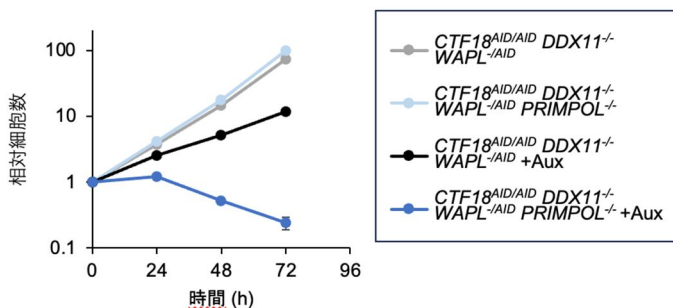 相対細胞数
100
10
1
0.1
0 24 48 72 96
時間 (h)
CTF18AID/AID DDX11-/-
WAPL-/AID
CTF18AID/AID DDX11-/-
WAPL-/AID PRIMPOL-/-
CTF18AID/AID DDX11-/-
WAPL-/AID +Aux
CTF18AID/AID DDX11-/-
WAPL-/AID PRIMPOL-/- +Aux